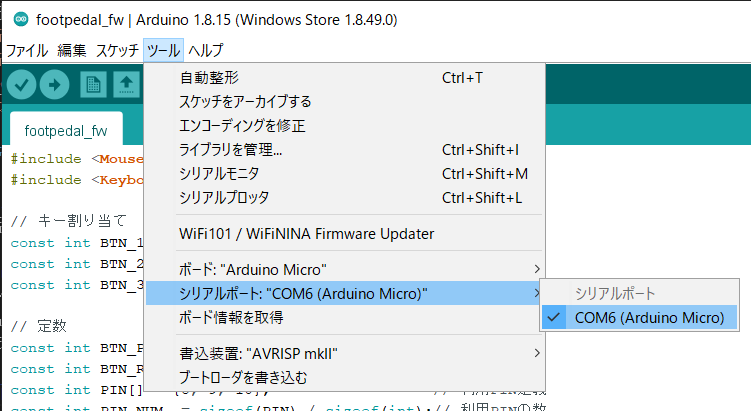 footpedal_fw | Arduino 1.8.15 (Windows Store 1.8.49.0)
ファイル 編集 スケッチ ツール ヘルプ
自動整形 Ctrl+T
スケッチをアーカイブする
エンコーディングを修正
ライブラリを管理... Ctrl+Shift+I
シリアルモニタ Ctrl+Shift+M
シリアルプロッタ Ctrl+Shift+L
WiFi101 / WiFiNINA Firmware Updater
ボード: "Arduino Micro"
シリアルポート: "COM6 (Arduino Micro)"
ボード情報を取得
書込装置: "AVRISP mkII"
ブートローダを書き込む
シリアルポート
COM6 (Arduino Micro)
footpedal_fw
#include <Mouse
#include <Keybo
// キー割り当て
const int BTN_1
const int BTN_2
const int BTN_3
// 定数
const int BTN_P
const int BTN_R
const int PIN[]
const int PIN_NUM = sizeof(PIN) / sizeof(int);// 利用PINの数